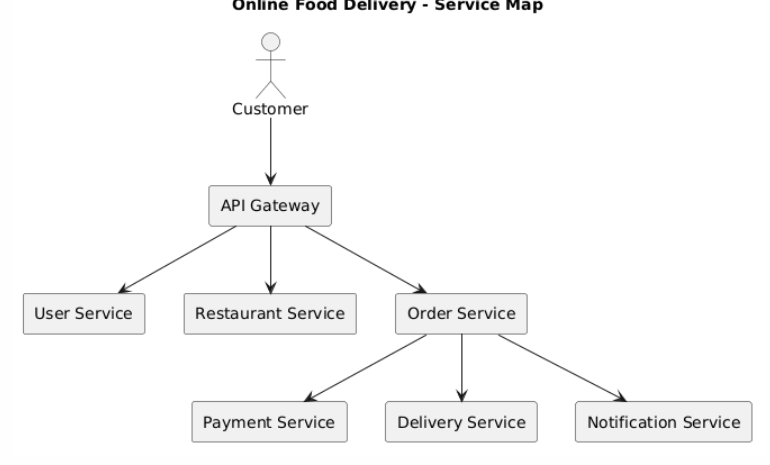 Online Food Delivery - Service Map
Customer
API Gateway
User Service
Restaurant Service
Order Service
Payment Service
Delivery Service
Notification Service